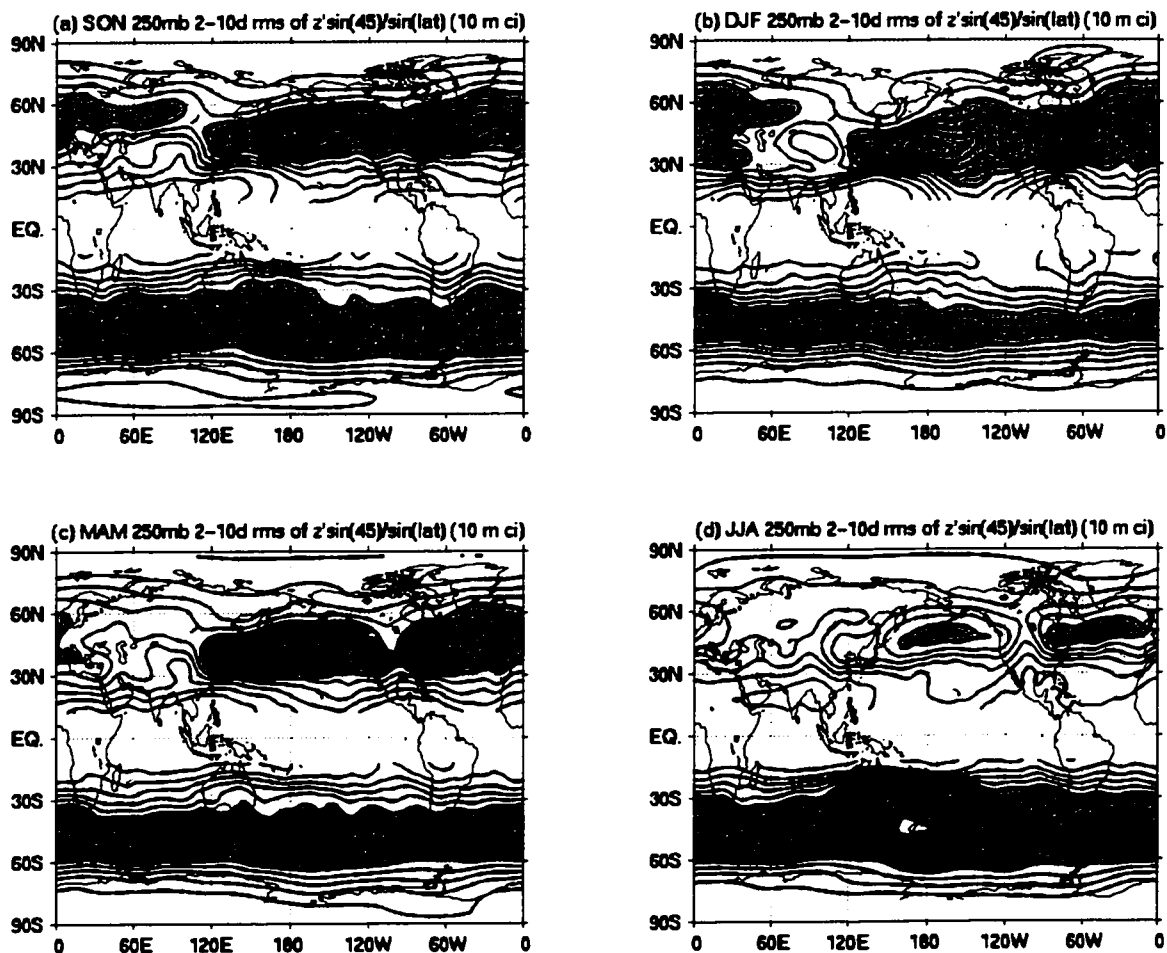 (a) SON 250mb 2-10d rms of z'sin(45)/sin(lat) (10 m ci)
90N
60N
30N
EQ.
30S
60S
90S
0 60E 120E 180 120W 60W 0
(b) DJF 250mb 2-10d rms of z'sin(45)/sin(lat) (10 m ci)
90N
60N
30N
EQ.
30S
60S
90S
0 60E 120E 180 120W 60W 0
(c) MAM 250mb 2-10d rms of z'sin(45)/sin(lat) (10 m ci)
90N
60N
30N
EQ.
30S
60S
90S
0 60E 120E 180 120W 60W 0
(d) JJA 250mb 2-10d rms of z'sin(45)/sin(lat) (10 m ci)
90N
60N
30N
EQ.
30S
60S
90S
0 60E 120E 180 120W 60W 0